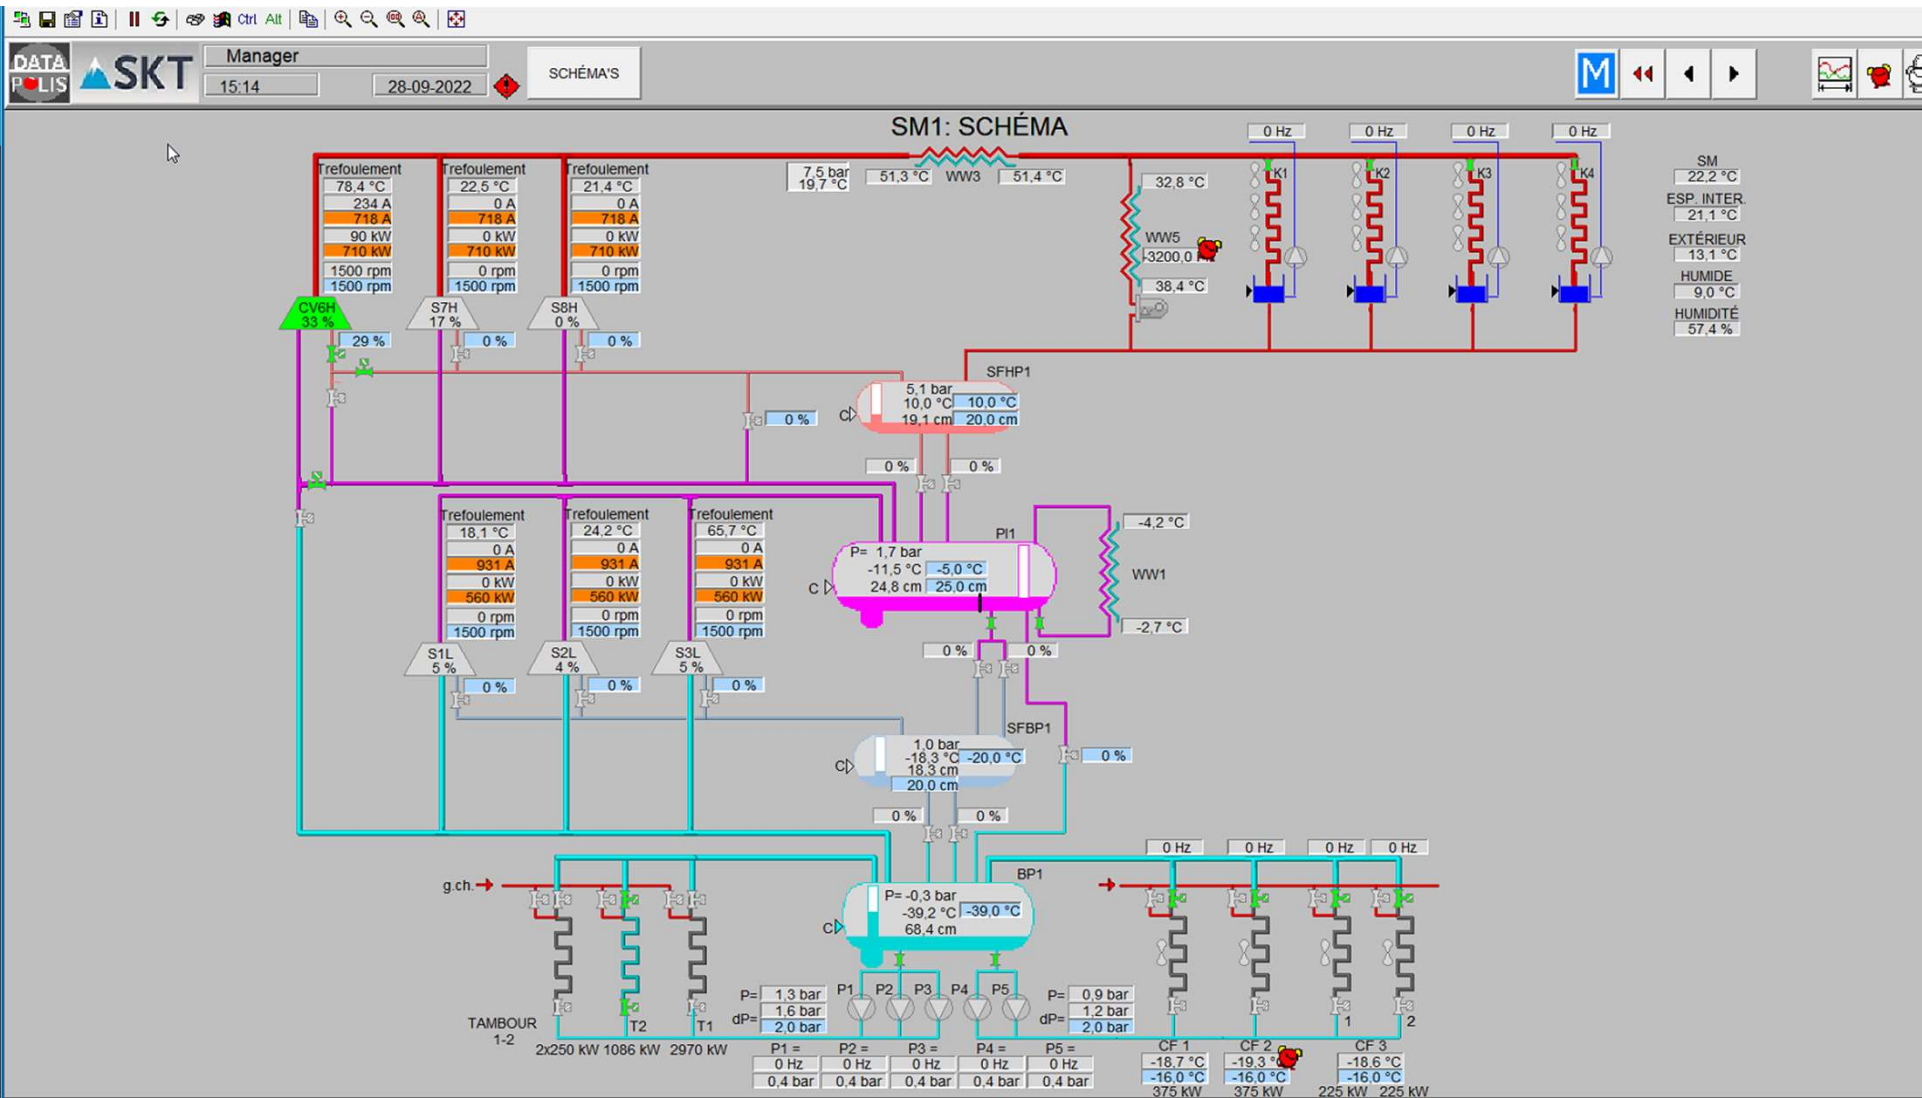 Ctrl Alt
DATA
POLIS
SKT
Manager
15:14
28-09-2022
SCHÉMA'S
M
SM1: SCHÉMA
0 Hz
0 Hz
0 Hz
0 Hz
Trefoulement
78,4 °C
234 A
718 A
90 kW
710 kW
1500 rpm
1500 rpm
CV6H
33 %
29 %
Trefoulement
22,5 °C
0 A
718 A
0 kW
710 kW
0 rpm
1500 rpm
S7H
17 %
0 %
Trefoulement
21,4 °C
0 A
718 A
0 kW
710 kW
0 rpm
1500 rpm
S8H
0 %
0 %
7,5 bar
19,7 °C
51,3 °C
WW3
51,4 °C
32,8 °C
WW5
-3200,0
38,4 °C
K1
K2
K3
K4
SM
22,2 °C
ESP. INTER.
21,1 °C
EXTÉRIEUR
13,1 °C
HUMIDE
9,0 °C
HUMIDITÉ
57,4 %
SFHP1
5,1 bar
10,0 °C
10,0 °C
19,1 cm
20,0 cm
C
0 %
0 %
0 %
Trefoulement
18,1 °C
0 A
931 A
0 kW
560 kW
0 rpm
1500 rpm
S1L
5 %
0 %
Trefoulement
24,2 °C
0 A
931 A
0 kW
560 kW
0 rpm
1500 rpm
S2L
4 %
0 %
Trefoulement
65,7 °C
0 A
931 A
0 kW
560 kW
0 rpm
1500 rpm
S3L
5 %
0 %
PI1
P= 1,7 bar
-11,5 °C
-5,0 °C
24,8 cm
25,0 cm
C
-4,2 °C
WW1
-2,7 °C
0 %
0 %
SFBP1
1,0 bar
-18,3 °C
-20,0 °C
18,3 cm
20,0 cm
C
0 %
0 %
0 %
BP1
P= -0,3 bar
-39,2 °C
-39,0 °C
68,4 cm
C
g.ch.
0 Hz
0 Hz
0 Hz
0 Hz
TAMBOUR
1-2
T2
T1
2x250 kW
1086 kW
2970 kW
P=
1,3 bar
dP=
1,6 bar
2,0 bar
P1
P2
P3
P4
P5
P=
0,9 bar
dP=
1,2 bar
2,0 bar
P1 =
0 Hz
0,4 bar
P2 =
0 Hz
0,4 bar
P3 =
0 Hz
0,4 bar
P4 =
0 Hz
0,4 bar
P5 =
0 Hz
0,4 bar
1
2
CF 1
-18,7 °C
-16,0 °C
375 kW
CF 2
-19,3 °C
-16,0 °C
375 kW
CF 3
-18,6 °C
-16,0 °C
225 kW
225 kW